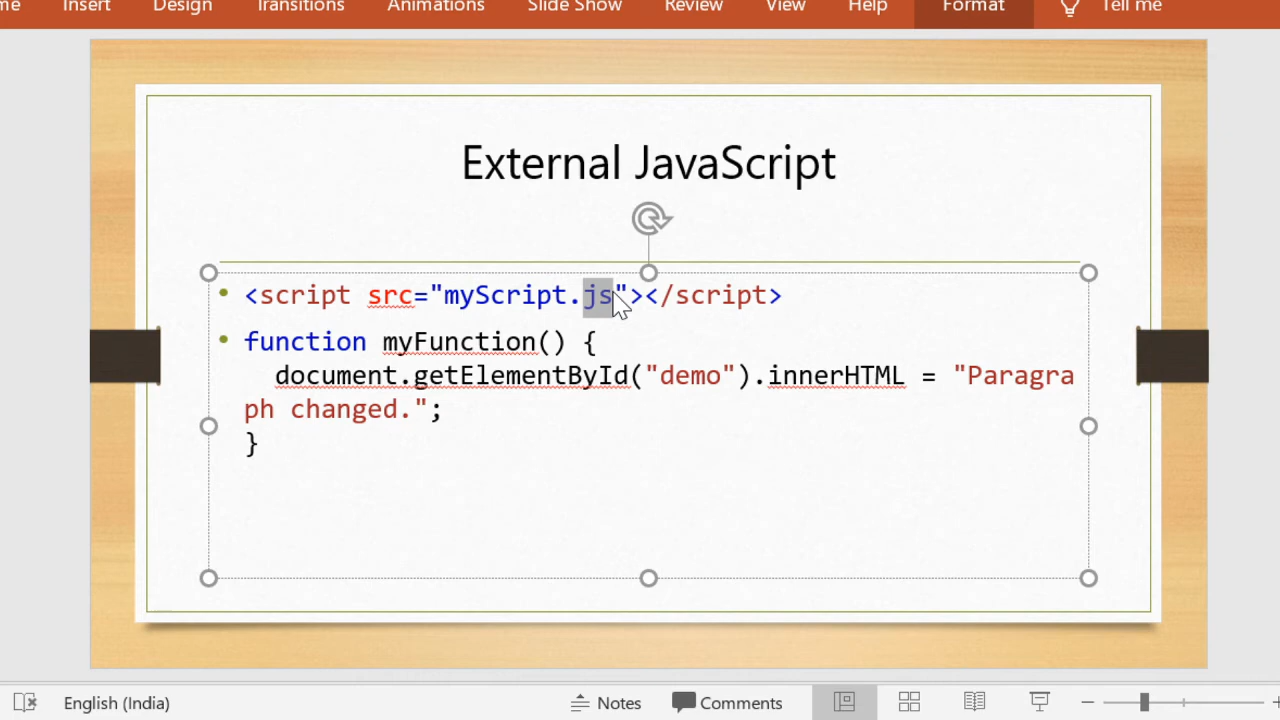 me Insert Design Transitions Animations Slide Show Review View Help Format Tell me
External JavaScript
• <script src="myScript.js"></script>
• function myFunction() {
document.getElementById("demo").innerHTML = "Paragra
ph changed.";
}
English (India) Notes Comments